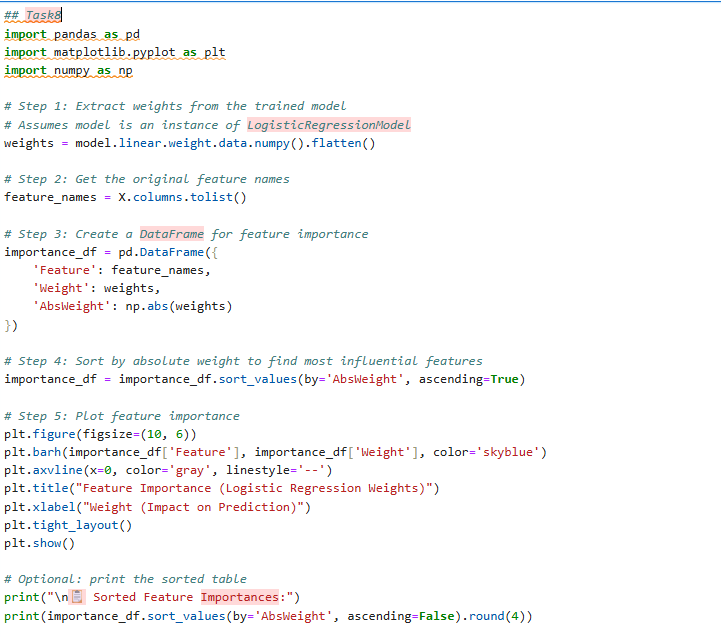 ## Task8
import pandas as pd
import matplotlib.pyplot as plt
import numpy as np
# Step 1: Extract weights from the trained model
# Assumes model is an instance of LogisticRegressionModel
weights = model.linear.weight.data.numpy().flatten()
# Step 2: Get the original feature names
feature_names = X.columns.tolist()
# Step 3: Create a DataFrame for feature importance
importance_df = pd.DataFrame({
    'Feature': feature_names,
    'Weight': weights,
    'AbsWeight': np.abs(weights)
})
# Step 4: Sort by absolute weight to find most influential features
importance_df = importance_df.sort_values(by='AbsWeight', ascending=True)
# Step 5: Plot feature importance
plt.figure(figsize=(10, 6))
plt.barh(importance_df['Feature'], importance_df['Weight'], color='skyblue')
plt.axvline(x=0, color='gray', linestyle='--')
plt.title("Feature Importance (Logistic Regression Weights)")
plt.xlabel("Weight (Impact on Prediction)")
plt.tight_layout()
plt.show()
# Optional: print the sorted table
print("\n📋 Sorted Feature Importances:")
print(importance_df.sort_values(by='AbsWeight', ascending=False).round(4))